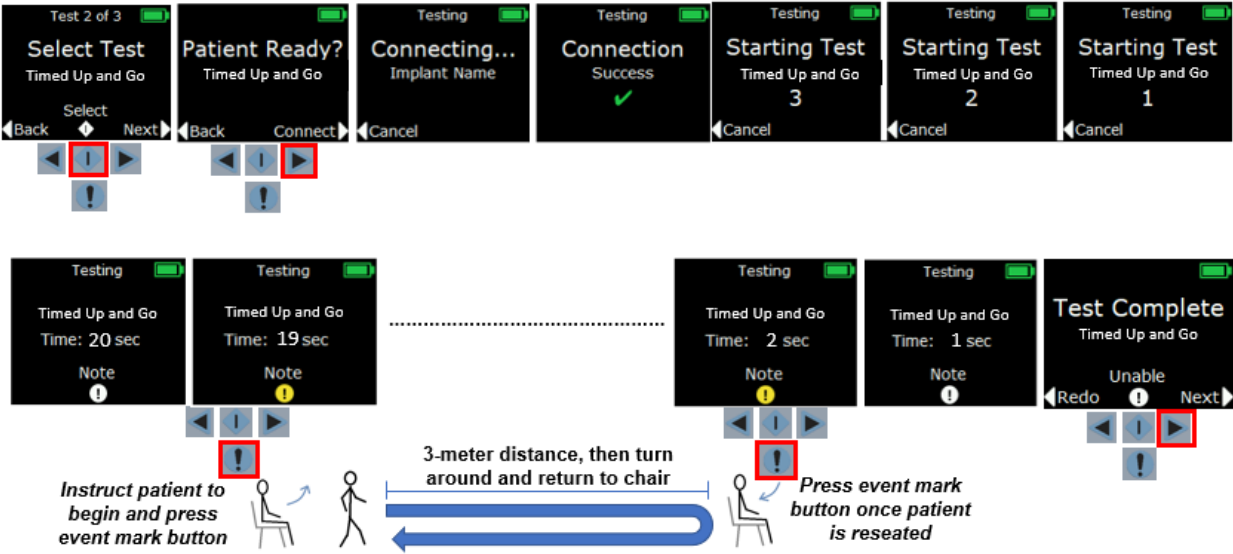 Test 2 of 3
Select Test
Timed Up and Go
Select
Back Next
Patient Ready?
Timed Up and Go
Back Connect
Testing
Connecting...
Implant Name
Cancel
Testing
Connection
Success
Testing
Starting Test
Timed Up and Go
3
Cancel
Testing
Starting Test
Timed Up and Go
2
Cancel
Testing
Starting Test
Timed Up and Go
1
Cancel
Testing
Timed Up and Go
Time: 20 sec
Note
!
Testing
Timed Up and Go
Time: 19 sec
Note
!
Testing
Timed Up and Go
Time: 2 sec
Note
!
Testing
Timed Up and Go
Time: 1 sec
Note
!
Test Complete
Timed Up and Go
Unable
Redo ! Next
Instruct patient to
begin and press
event mark button
3-meter distance, then turn
around and return to chair
Press event mark
button once patient
is reseated